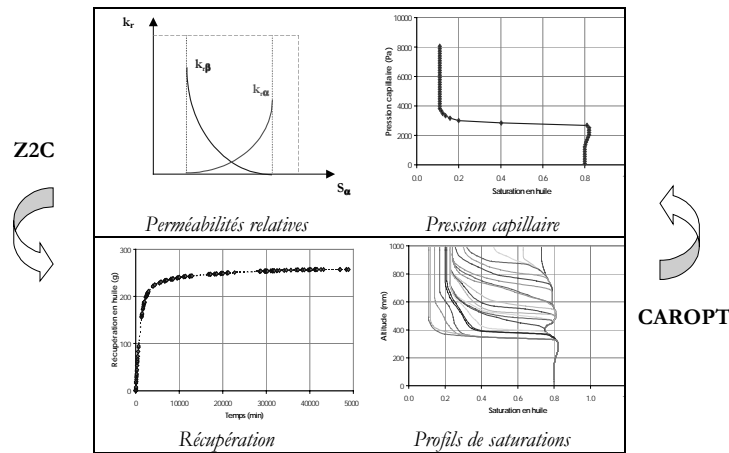 Z2C
k_r
k_rβ
k_rα
S_α
Perméabilités relatives
Pression capillaire (Pa)
10000
8000
6000
4000
2000
0
0.0 0.2 0.4 0.6 0.8
Saturation en huile
Pression capillaire
Récupération en huile (g)
300
200
100
0
0 10000 20000 30000 40000 5000
Temps (min)
Récupération
Altitude (mm)
1000
800
600
400
200
0
0.0 0.2 0.4 0.6 0.8 1.0
Saturation en huile
Profils de saturations
CAROPT